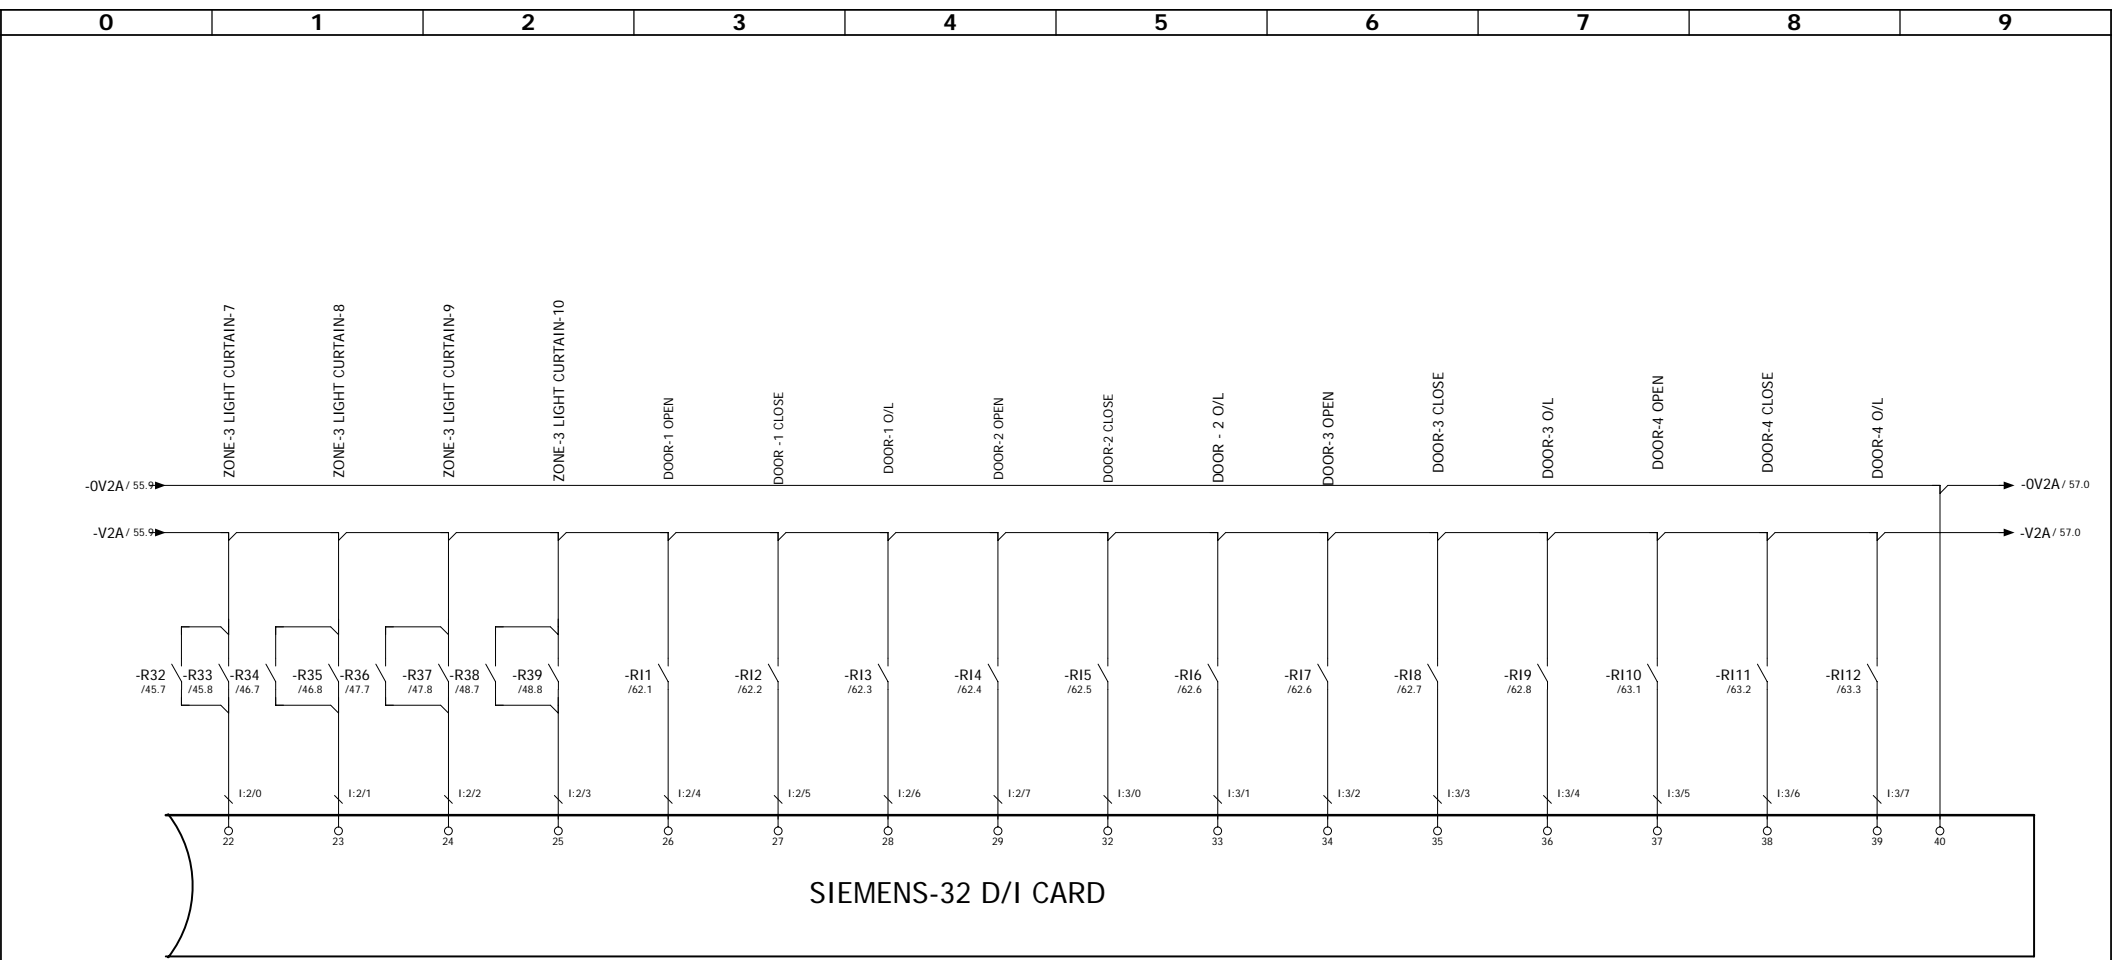 0 1 2 3 4 5 6 7 8 9
ZONE-3 LIGHT CURTAIN-7
ZONE-3 LIGHT CURTAIN-8
ZONE-3 LIGHT CURTAIN-9
ZONE-3 LIGHT CURTAIN-10
DOOR-1 OPEN
DOOR -1 CLOSE
DOOR-1 O/L
DOOR-2 OPEN
DOOR-2 CLOSE
DOOR - 2 O/L
DOOR-3 OPEN
DOOR-3 CLOSE
DOOR-3 O/L
DOOR-4 OPEN
DOOR-4 CLOSE
DOOR-4 O/L
-0V2A / 55.9 -0V2A / 57.0
-V2A / 55.9 -V2A / 57.0
-R32 -R33 -R34 -R35 -R36 -R37 -R38 -R39 -RI1 -RI2 -RI3 -RI4 -RI5 -RI6 -RI7 -RI8 -RI9 -RI10 -RI11 -RI12
/45.7 /45.8 /46.7 /46.8 /47.7 /47.8 /48.7 /48.8 /62.1 /62.2 /62.3 /62.4 /62.5 /62.6 /62.6 /62.7 /62.8 /63.1 /63.2 /63.3
I:2/0 I:2/1 I:2/2 I:2/3 I:2/4 I:2/5 I:2/6 I:2/7 I:3/0 I:3/1 I:3/2 I:3/3 I:3/4 I:3/5 I:3/6 I:3/7
22 23 24 25 26 27 28 29 32 33 34 35 36 37 38 39 40
SIEMENS-32 D/I CARD